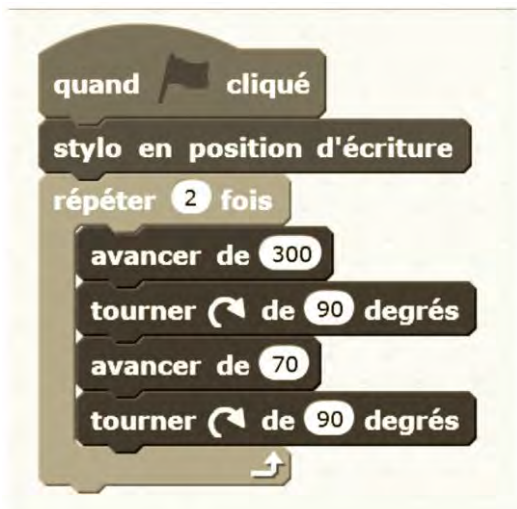 quand cliqué
stylo en position d'écriture
répéter 2 fois
avancer de 300
tourner de 90 degrés
avancer de 70
tourner de 90 degrés